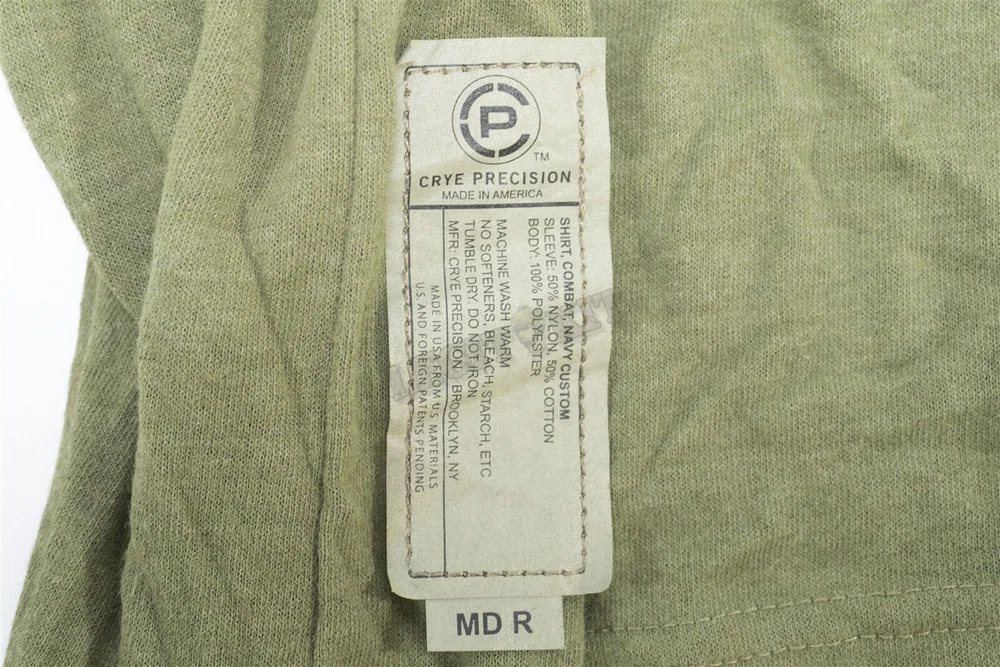 CP
TM
CRYE PRECISION
MADE IN AMERICA
SHIRT, COMBAT, NAVY CUSTOM
SLEEVE: 50% NYLON, 50% COTTON
BODY: 100% POLYESTER
MACHINE WASH WARM
NO SOFTENERS, BLEACH, STARCH, ETC
TUMBLE DRY. DO NOT IRON
MFR: CRYE PRECISION BROOKLYN, NY
MADE IN USA FROM U.S. MATERIALS
U.S. AND FOREIGN PATENTS PENDING
MD R